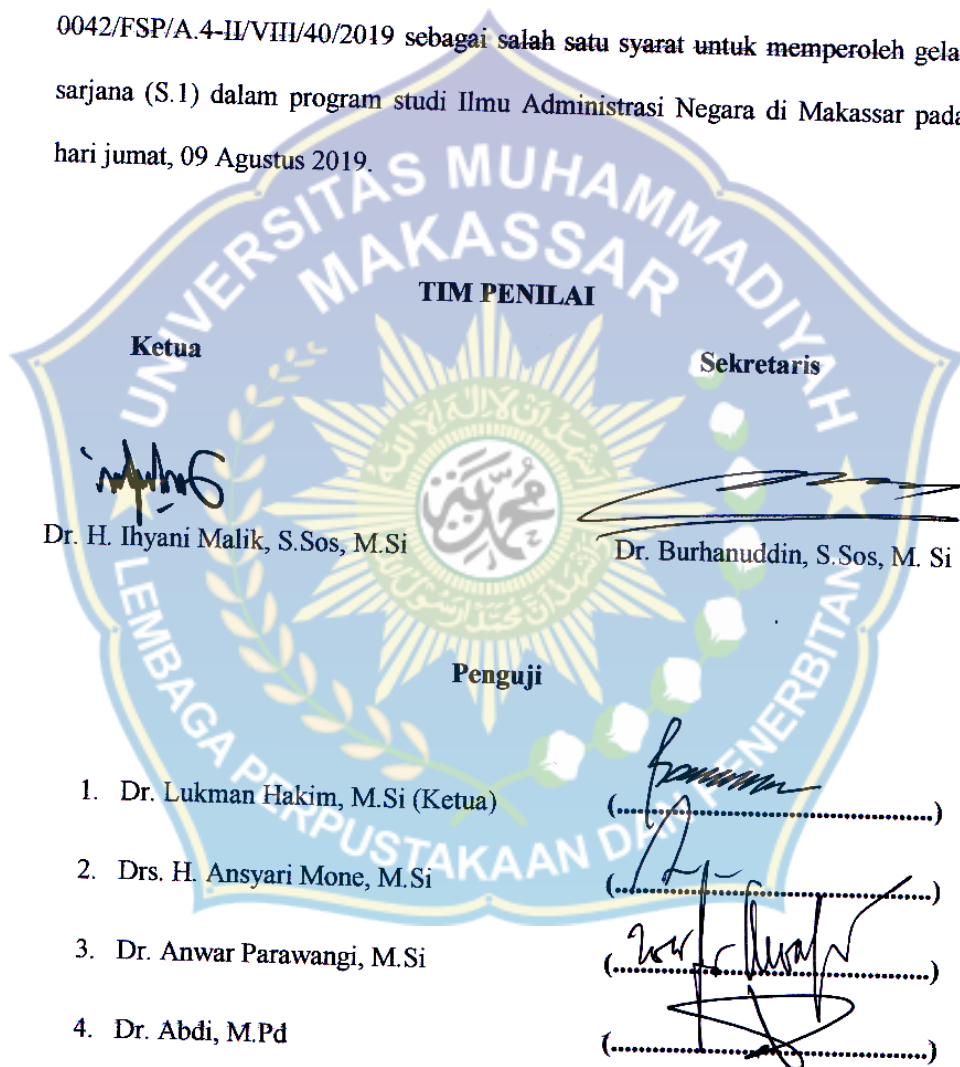 0042/FSP/A.4-II/VIII/40/2019 sebagai salah satu syarat untuk memperoleh gela
sarjana (S.1) dalam program studi Ilmu Administrasi Negara di Makassar pada
hari jumat, 09 Agustus 2019.
UNIVERSITAS MUHAMMADIYAH
MAKASSAR
TIM PENILAI
Ketua
Sekretaris
Dr. H. Ihyani Malik, S.Sos, M.Si
Dr. Burhanuddin, S.Sos, M. Si
محمد
LEMBAGA PERPUSTAKAAN DAN PENERBITAN
Penguji
1. Dr. Lukman Hakim, M.Si (Ketua) (..........................................)
2. Drs. H. Ansyari Mone, M.Si (..........................................)
3. Dr. Anwar Parawangi, M.Si (..........................................)
4. Dr. Abdi, M.Pd (..........................................)